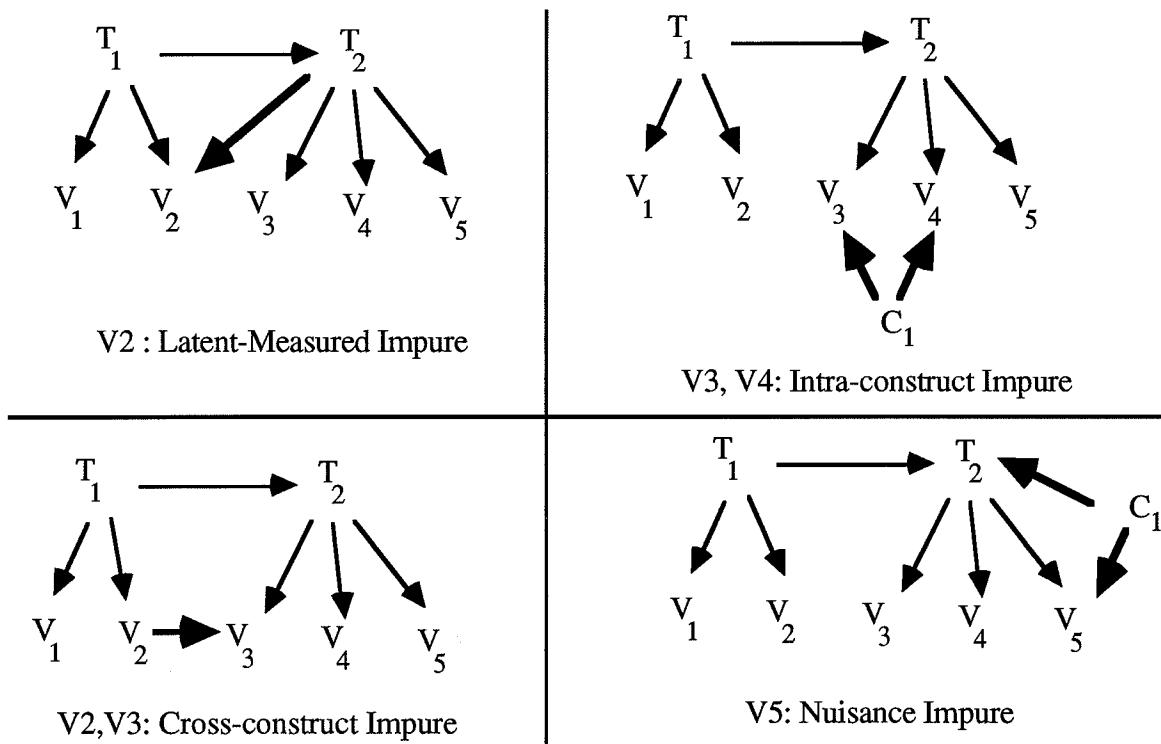 T1 T2
V1 V2 V3 V4 V5
V2 : Latent-Measured Impure
T1 T2
V1 V2 V3 V4 V5
C1
V3, V4: Intra-construct Impure
T1 T2
V1 V2 V3 V4 V5
V2,V3: Cross-construct Impure
T1 T2
C1
V1 V2 V3 V4 V5
V5: Nuisance Impure